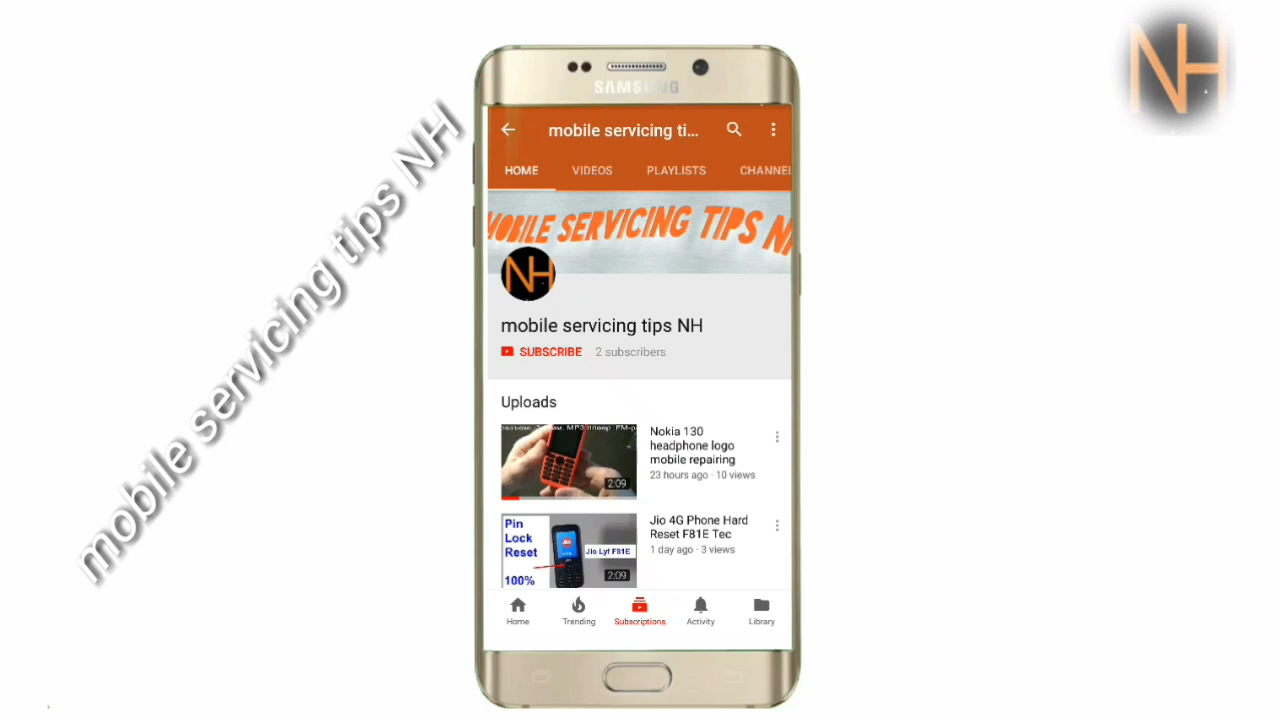 NH
SAMSUNG
mobile servicing tips NH
mobile servicing ti...
HOME VIDEOS PLAYLISTS CHANNEL
MOBILE SERVICING TIPS NH
NH
mobile servicing tips NH
SUBSCRIBE 2 subscribers
Uploads
Nokia 130
headphone logo
mobile repairing
23 hours ago · 10 views
2:09
Jio 4G Phone Hard
Reset F81E Tec
1 day ago · 3 views
Pin
Lock
Reset
100%
Jio Lyf F81E
2:09
Home Trending Subscriptions Activity Library